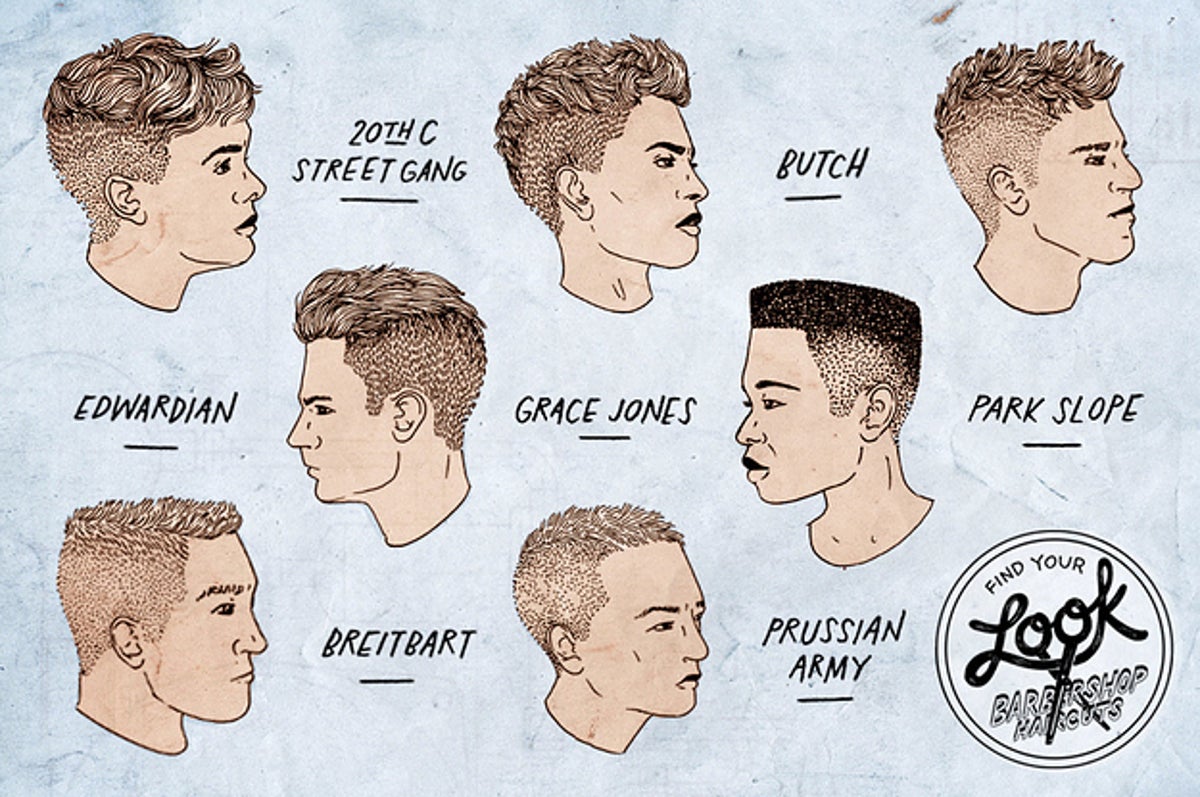 20TH C
STREET GANG
BUTCH
EDWARDIAN
GRACE JONES
PARK SLOPE
BREITBART
PRUSSIAN
ARMY
FIND YOUR
Look
BARBERSHOP
HAIRCUTS